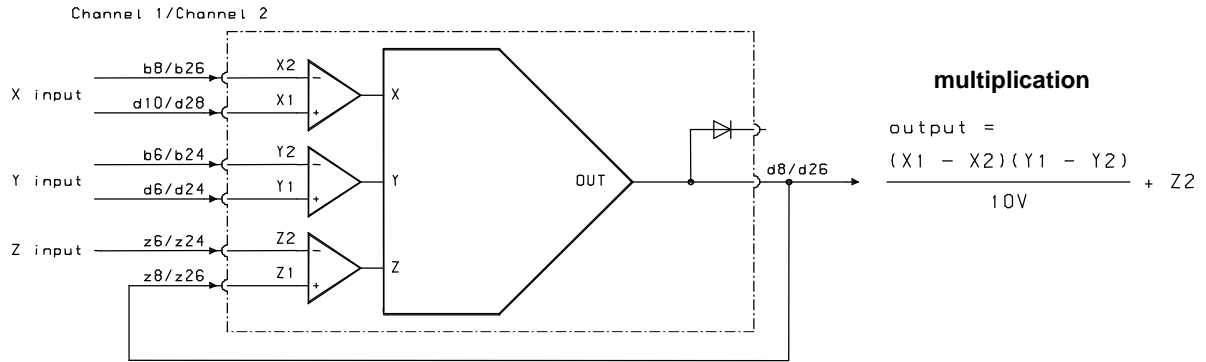 Channel 1/Channel 2
X input
b8/b26
X2
−
d10/d28
X1
+
X
Y input
b6/b24
Y2
−
d6/d24
Y1
+
Y
Z input
z6/z24
Z2
−
z8/z26
Z1
+
Z
OUT
d8/d26
multiplication
output =
(X1 - X2)(Y1 - Y2)
10V
+ Z2